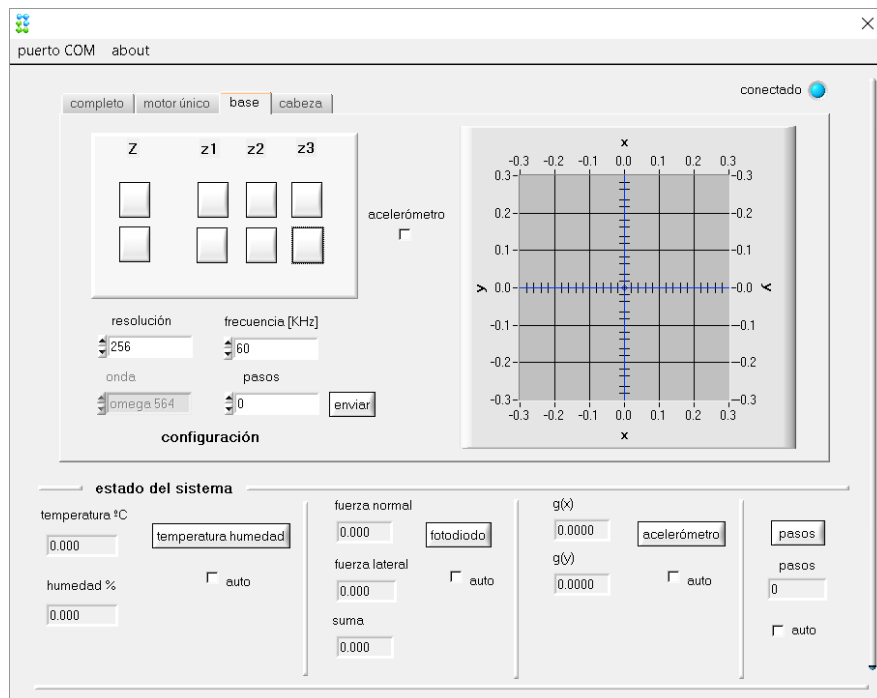 puerto COM about
conectado
completo motor único base cabeza
Z z1 z2 z3
acelerómetro
resolución frecuencia [KHz]
256 60
onda pasos
omega 564 0 enviar
configuración
x
-0.3 -0.2 -0.1 0.0 0.1 0.2 0.3
0.3 -0.3
0.2 -0.2
0.1 -0.1
y 0.0 -0.0 y
-0.1 -0.1
-0.2 -0.2
-0.3 -0.3
-0.3 -0.2 -0.1 0.0 0.1 0.2 0.3
x
estado del sistema
temperatura ºC
0.000
temperatura humedad
humedad %
auto
0.000
fuerza normal
0.000
fotodiodo
fuerza lateral
auto
0.000
suma
0.000
g(x)
0.0000
acelerómetro
g(y)
auto
0.0000
pasos
pasos
0
auto